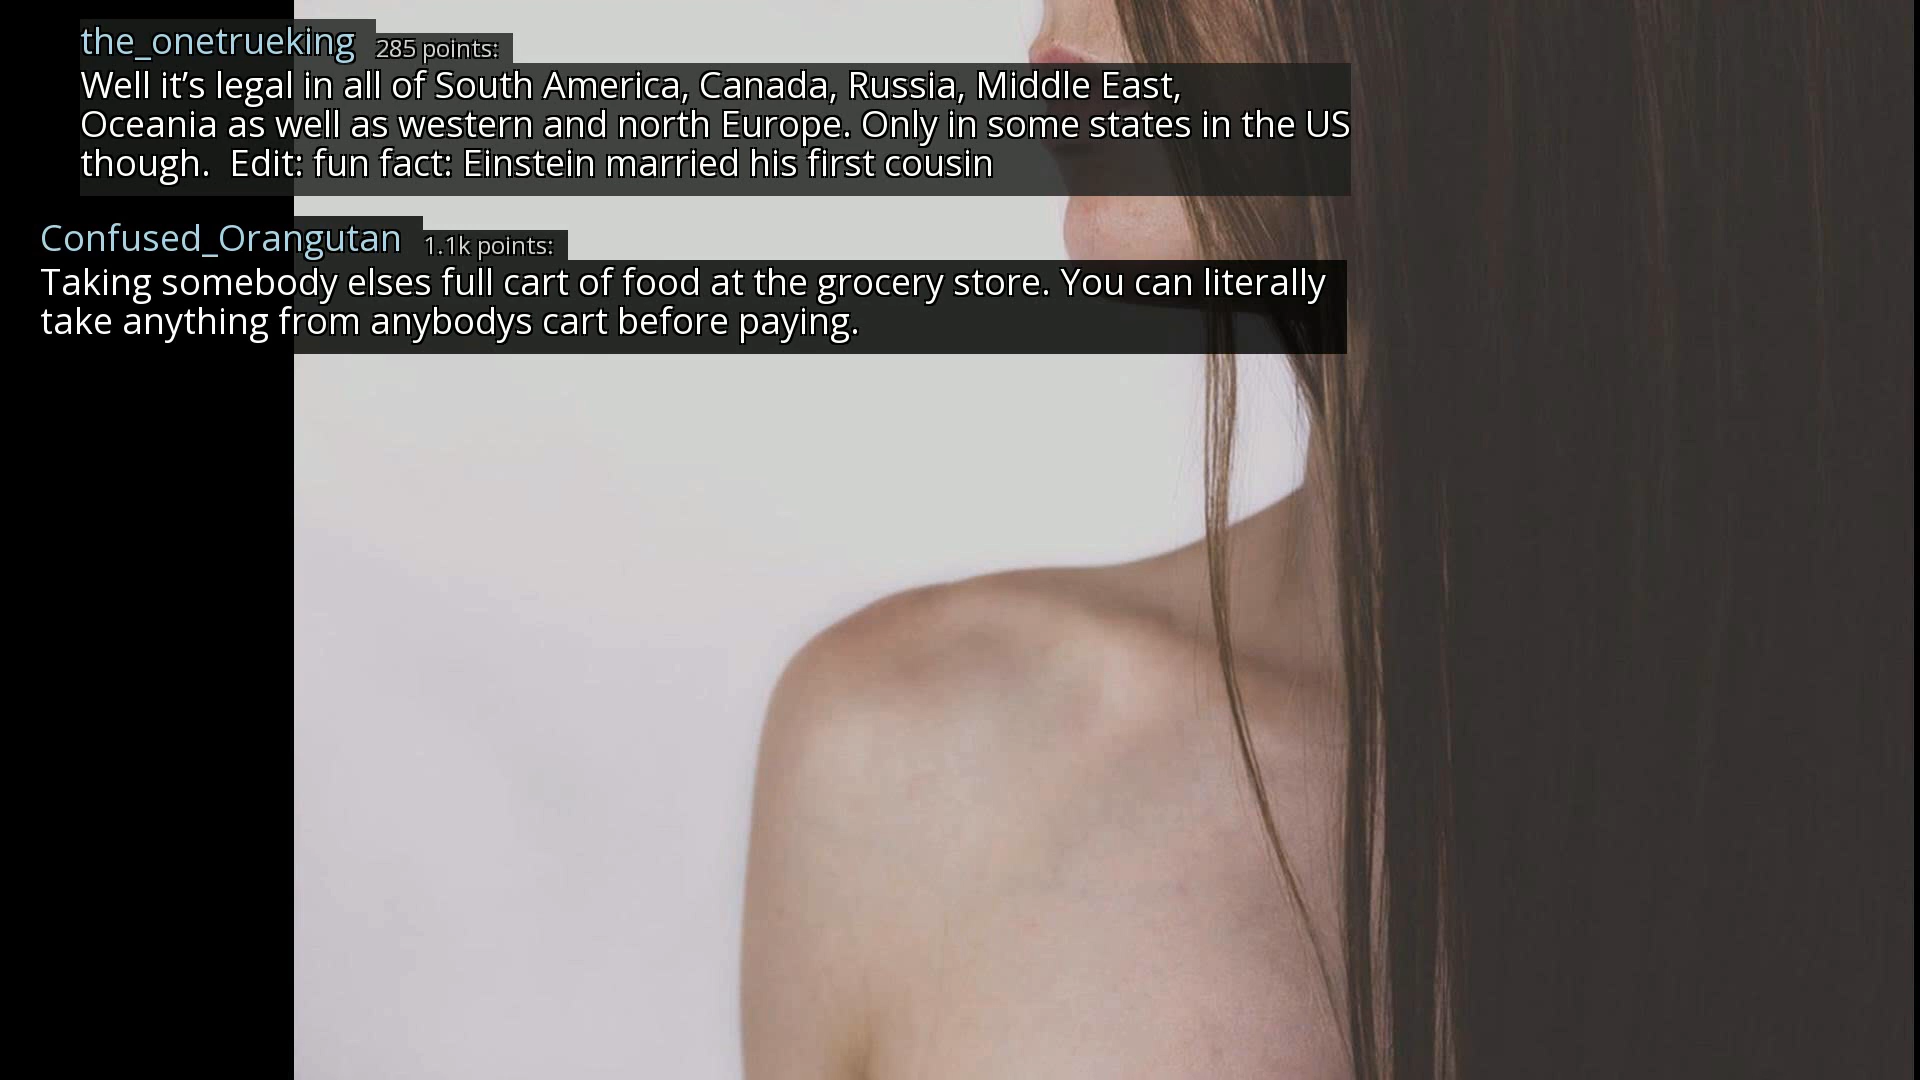 the_onetrueking 285 points:
Well it’s legal in all of South America, Canada, Russia, Middle East,
Oceania as well as western and north Europe. Only in some states in the US
though.  Edit: fun fact: Einstein married his first cousin
Confused_Orangutan 1.1k points:
Taking somebody elses full cart of food at the grocery store. You can literally
take anything from anybodys cart before paying.